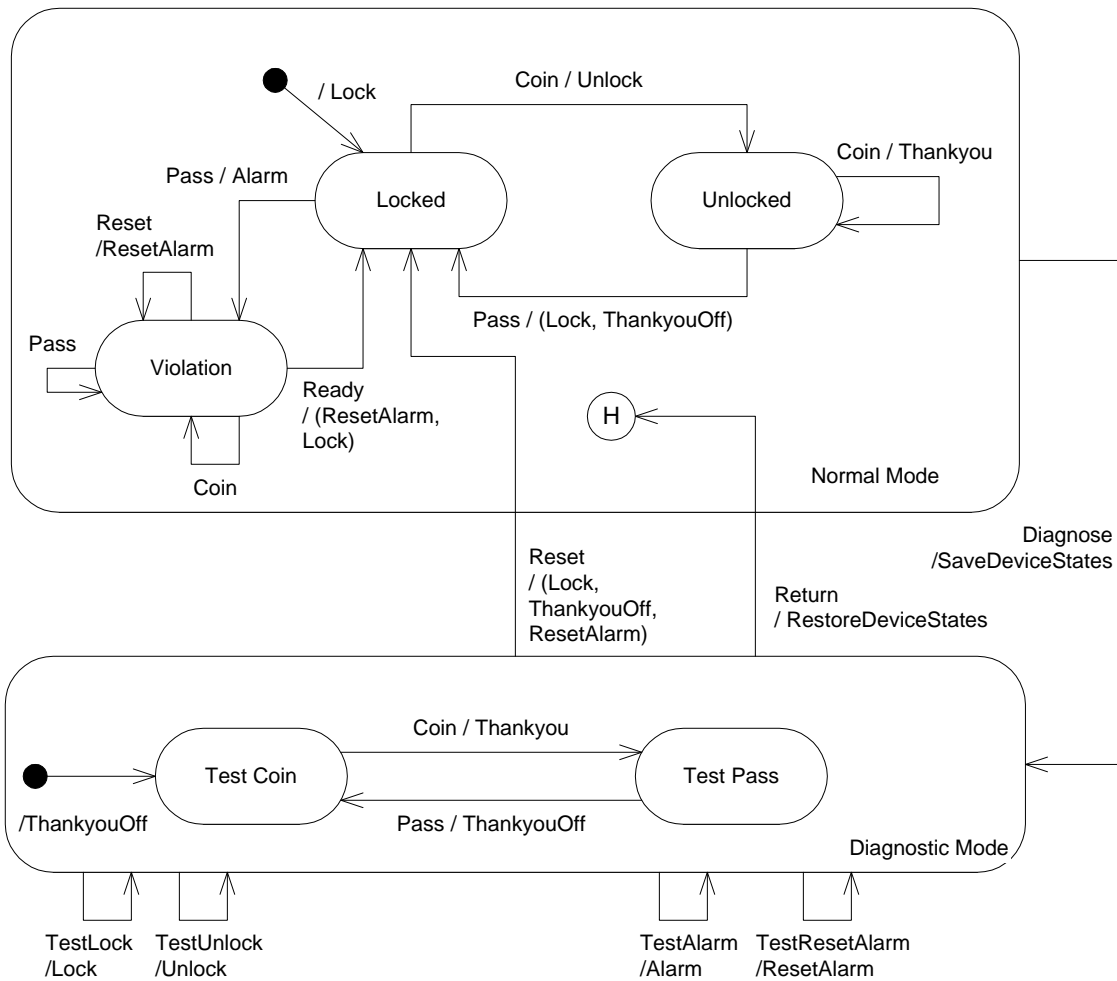 / Lock
Coin / Unlock
Coin / Thankyou
Pass / Alarm
Locked
Unlocked
Reset
/ResetAlarm
Pass / (Lock, ThankyouOff)
Pass
Violation
Ready
/ (ResetAlarm,
Lock)
H
Coin
Normal Mode
Diagnose
/SaveDeviceStates
Reset
/ (Lock,
ThankyouOff,
ResetAlarm)
Return
/ RestoreDeviceStates
Coin / Thankyou
Test Coin
Test Pass
/ThankyouOff
Pass / ThankyouOff
Diagnostic Mode
TestLock
/Lock
TestUnlock
/Unlock
TestAlarm
/Alarm
TestResetAlarm
/ResetAlarm